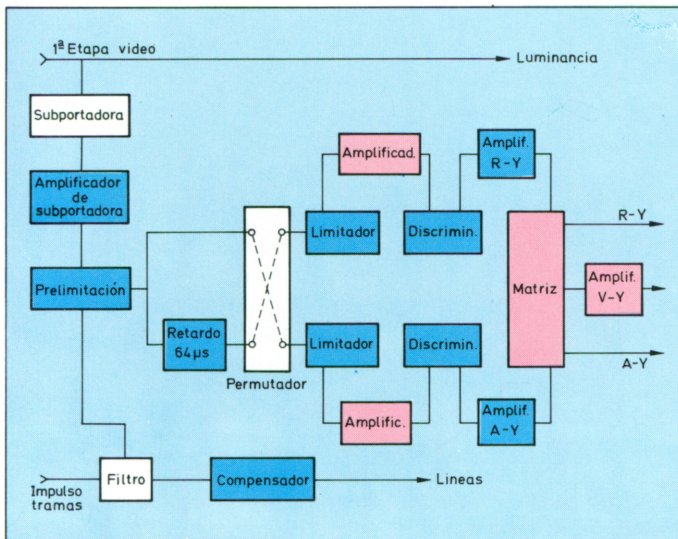 1ª Etapa video
Luminancia
Subportadora
Amplificador
de
subportadora
Prelimitación
Retardo
64 µs
Permutador
Limitador
Amplificad.
Discrimin.
Amplif.
R-Y
Limitador
Amplific.
Discrimin.
Amplif.
A-Y
Matriz
R-Y
Amplif.
V-Y
A-Y
Impulso
tramas
Filtro
Compensador
Lineas